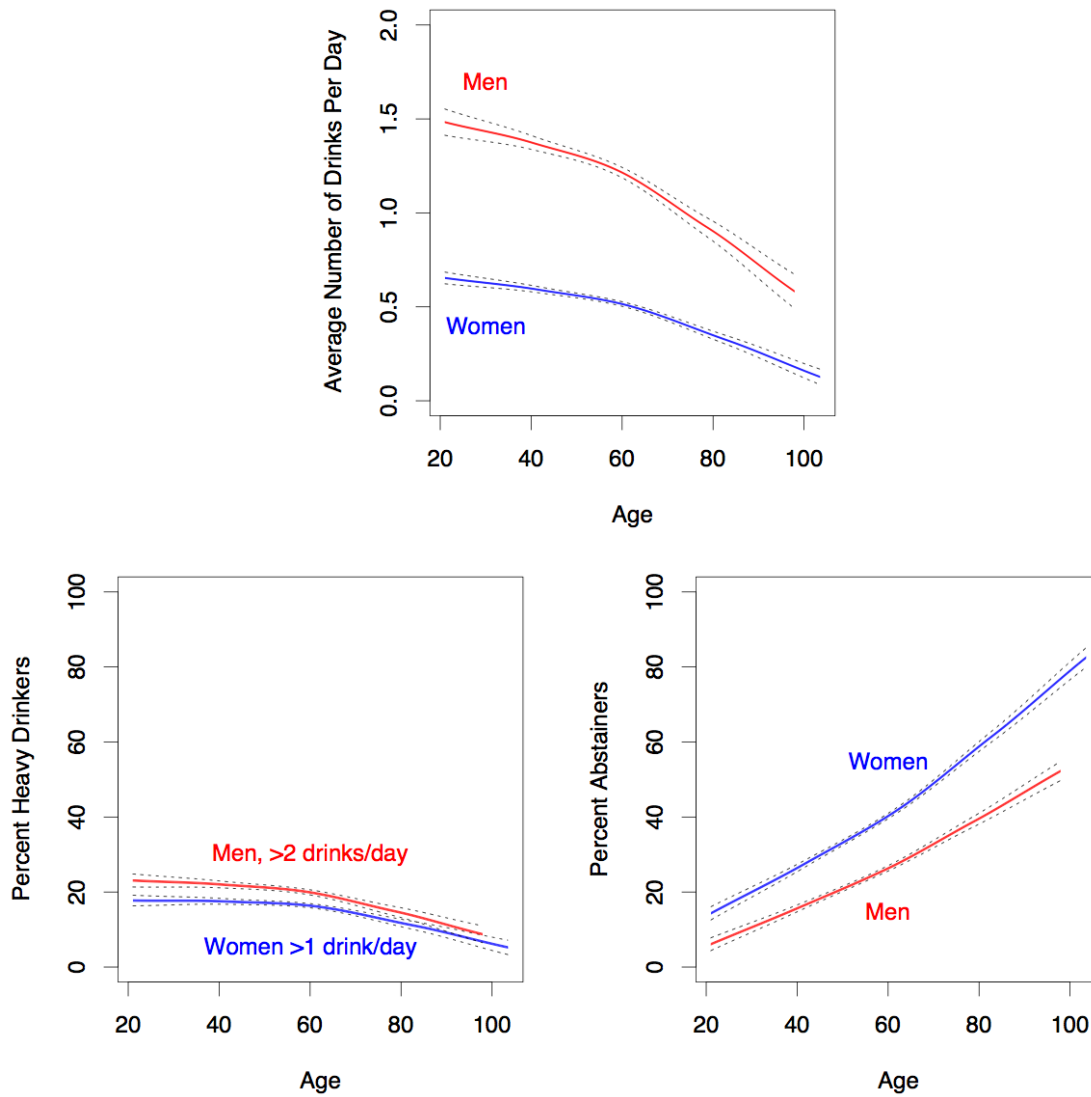 Average Number of Drinks Per Day
2.0
1.5
1.0
0.5
0.0
Men
Women
20 40 60 80 100
Age
Percent Heavy Drinkers
100
80
60
40
20
0
Men, >2 drinks/day
Women >1 drink/day
20 40 60 80 100
Age
Percent Abstainers
100
80
60
40
20
0
Women
Men
20 40 60 80 100
Age